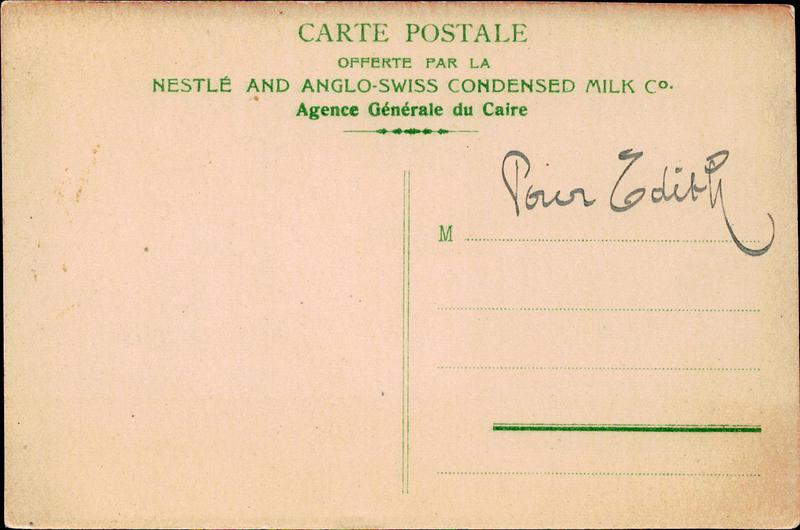 CARTE POSTALE
OFFERTE PAR LA
NESTLÉ AND ANGLO-SWISS CONDENSED MILK Co.
Agence Générale du Caire
Pour Edith
M